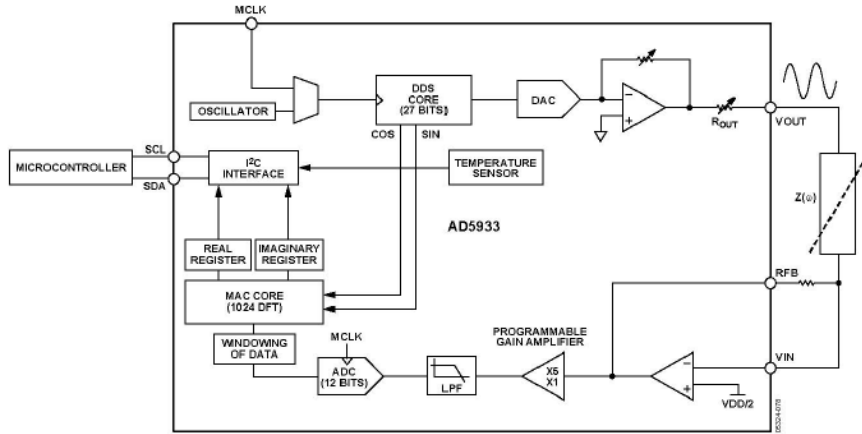 MCLK
DDS
CORE
(27 BITS)
DAC
OSCILLATOR
ROUT
VOUT
COS
SIN
SCL
MICROCONTROLLER
I²C
INTERFACE
TEMPERATURE
SENSOR
SDA
Z(ω)
AD5933
REAL
REGISTER
IMAGINARY
REGISTER
RFB
MAC CORE
(1024 DFT)
PROGRAMMABLE
GAIN AMPLIFIER
MCLK
WINDOWING
OF DATA
VIN
ADC
(12 BITS)
LPF
X5
X1
VDD/2
05324-078